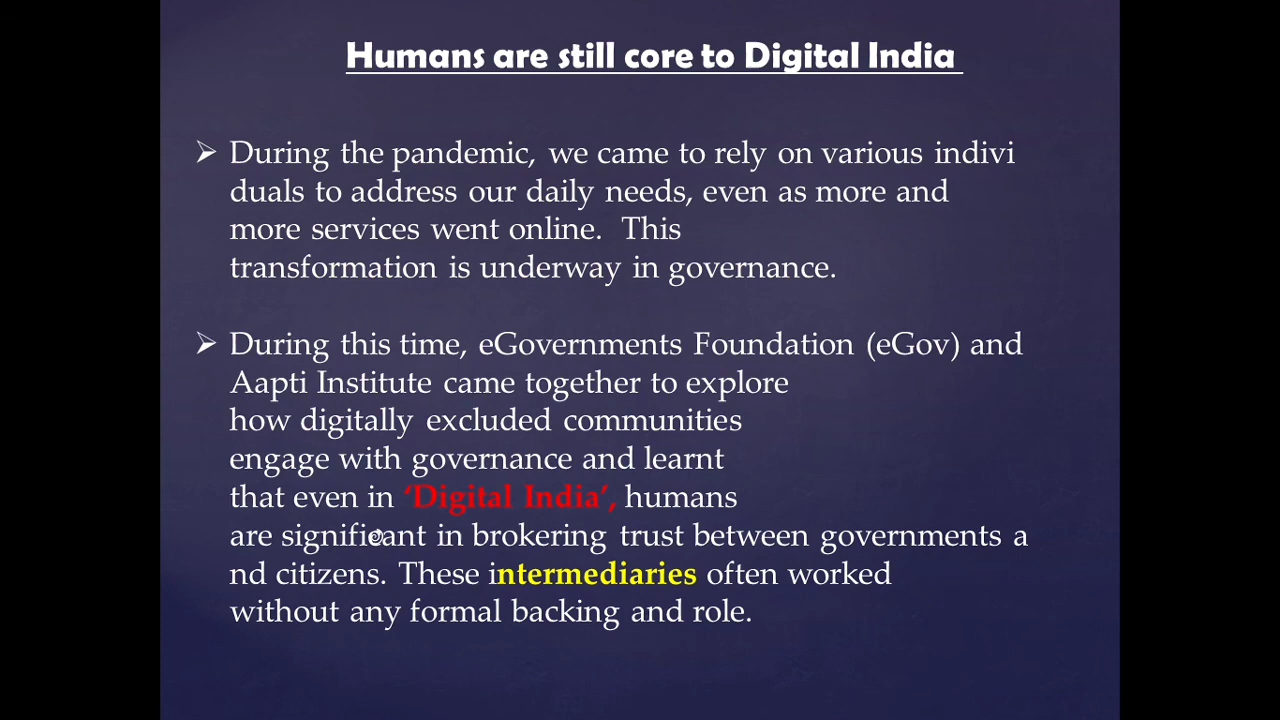 Humans are still core to Digital India
➢ During the pandemic, we came to rely on various indivi
duals to address our daily needs, even as more and
more services went online. This
transformation is underway in governance.
➢ During this time, eGovernments Foundation (eGov) and
Aapti Institute came together to explore
how digitally excluded communities
engage with governance and learnt
that even in ‘Digital India’, humans
are significant in brokering trust between governments a
nd citizens. These intermediaries often worked
without any formal backing and role.